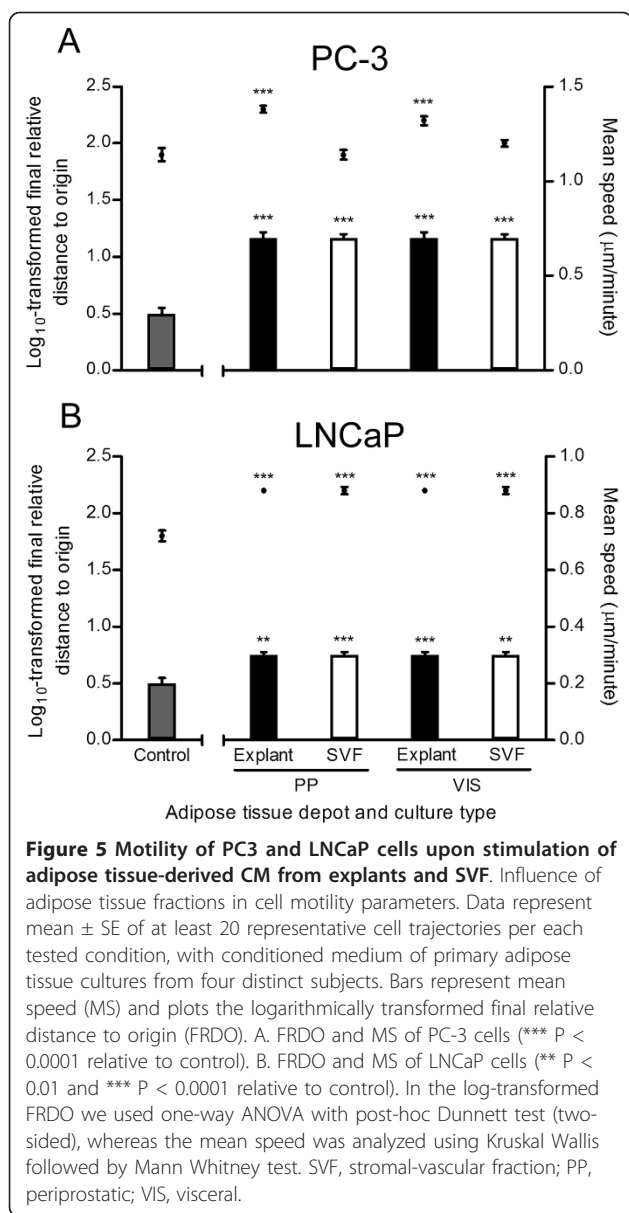 A
PC-3
Log10-transformed final relative
distance to origin
2.5
2.0
1.5
1.0
0.5
0.0
*** ***
*** *** *** ***
1.5
1.0
0.5
0.0
Mean speed (μm/minute)
B
LNCaP
Log10-transformed final relative
distance to origin
2.5
2.0
1.5
1.0
0.5
0.0
*** *** *** ***
** *** *** **
1.0
0.8
0.6
0.4
0.2
0.0
Mean speed (μm/minute)
Control Explant SVF Explant SVF
PP VIS
Adipose tissue depot and culture type
Figure 5 Motility of PC3 and LNCaP cells upon stimulation of
adipose tissue-derived CM from explants and SVF. Influence of
adipose tissue fractions in cell motility parameters. Data represent
mean ± SE of at least 20 representative cell trajectories per each
tested condition, with conditioned medium of primary adipose
tissue cultures from four distinct subjects. Bars represent mean
speed (MS) and plots the logarithmically transformed final relative
distance to origin (FRDO). A. FRDO and MS of PC-3 cells (*** P <
0.0001 relative to control). B. FRDO and MS of LNCaP cells (** P <
0.01 and *** P < 0.0001 relative to control). In the log-transformed
FRDO we used one-way ANOVA with post-hoc Dunnett test (two-
sided), whereas the mean speed was analyzed using Kruskal Wallis
followed by Mann Whitney test. SVF, stromal-vascular fraction; PP,
periprostatic; VIS, visceral.